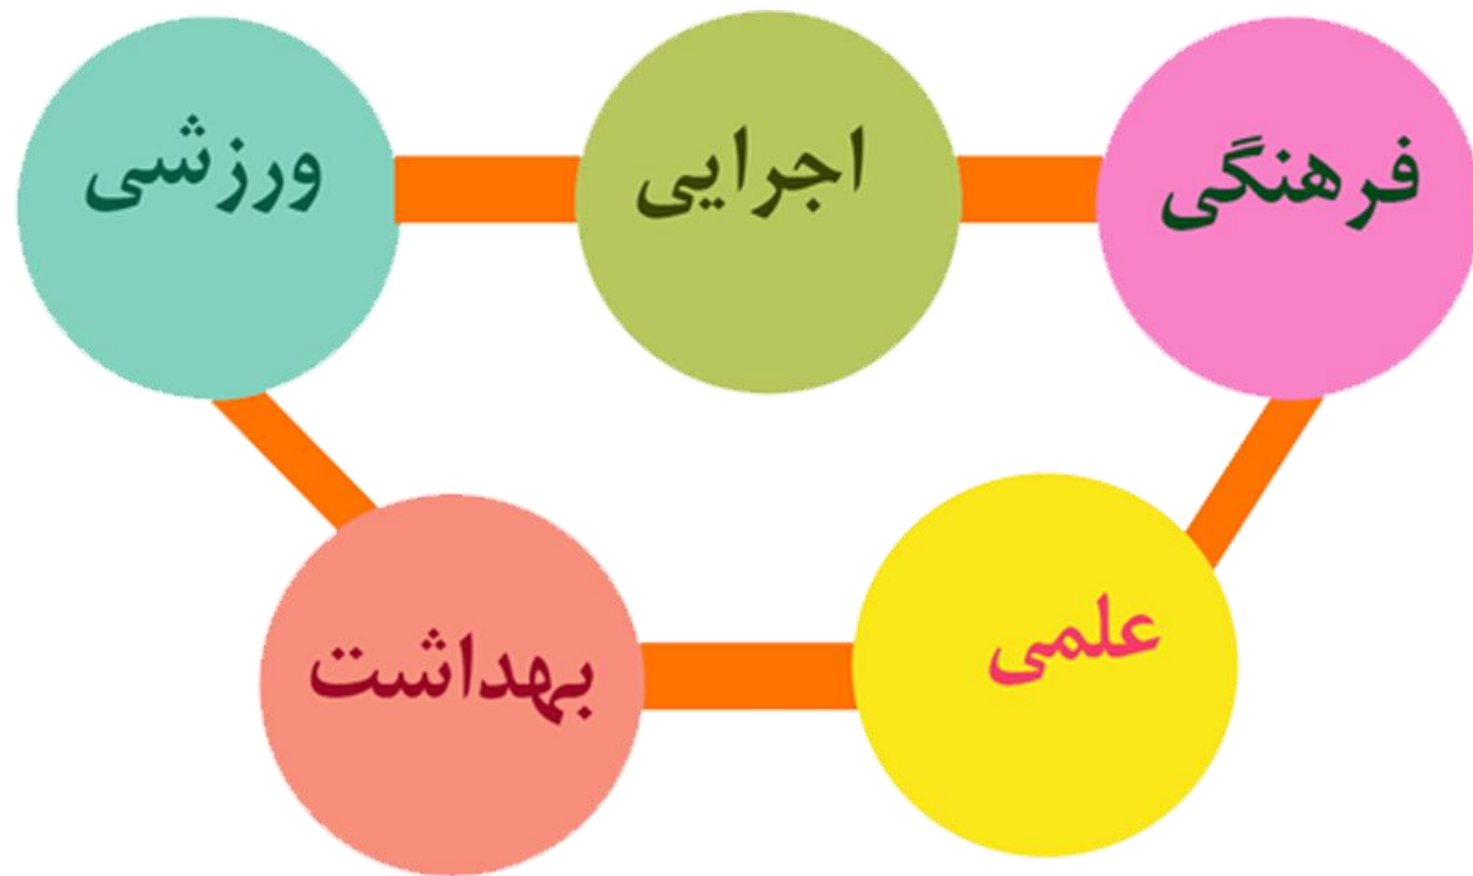 فرهنگی
اجرایی
ورزشی
علمی
بهداشت